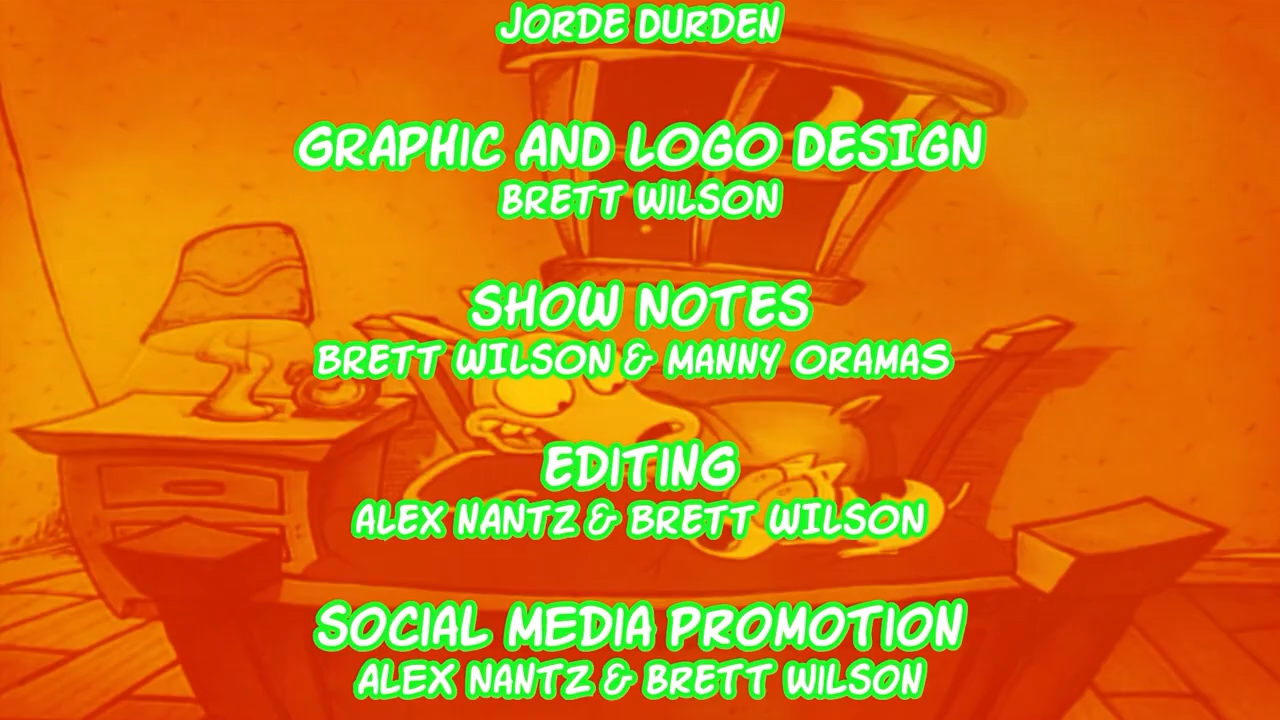 JORDE DURDEN
GRAPHIC AND LOGO DESIGN
BRETT WILSON
SHOW NOTES
BRETT WILSON & MANNY ORAMAS
EDITING
ALEX NANTZ & BRETT WILSON
SOCIAL MEDIA PROMOTION
ALEX NANTZ & BRETT WILSON